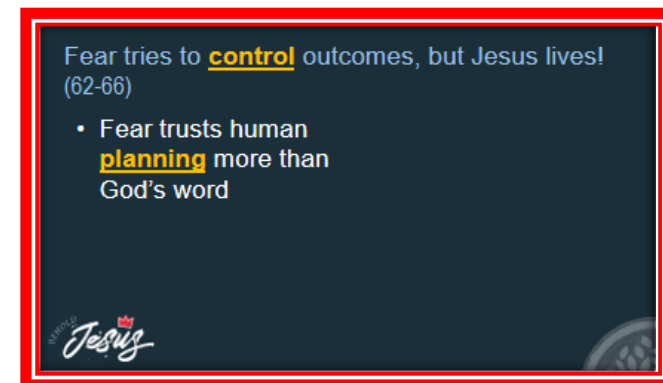 Fear tries to control outcomes, but Jesus lives!
(62-66)
• Fear trusts human
planning more than
God's word
BEHOLD
Jesus